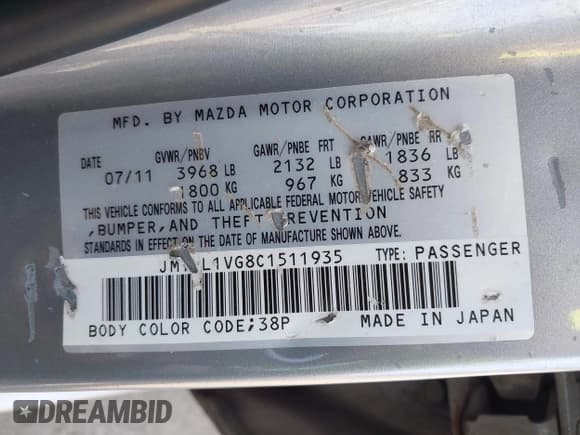 MFD. BY MAZDA MOTOR CORPORATION
DATE GVWR/PNBV GAWR/PNBE FRT GAWR/PNBE RR
07/11 3968 LB 2132 LB 1836 LB
1800 KG 967 KG 833 KG
THIS VEHICLE CONFORMS TO ALL APPLICABLE FEDERAL MOTOR VEHICLE SAFETY
,BUMPER,AND THEFT PREVENTION
STANDARDS IN EFFECT ON THE DATE OF MANUFACTURE SHOWN ABOVE.
TYPE: PASSENGER
BODY COLOR CODE;38P MADE IN JAPAN
DREAMBID